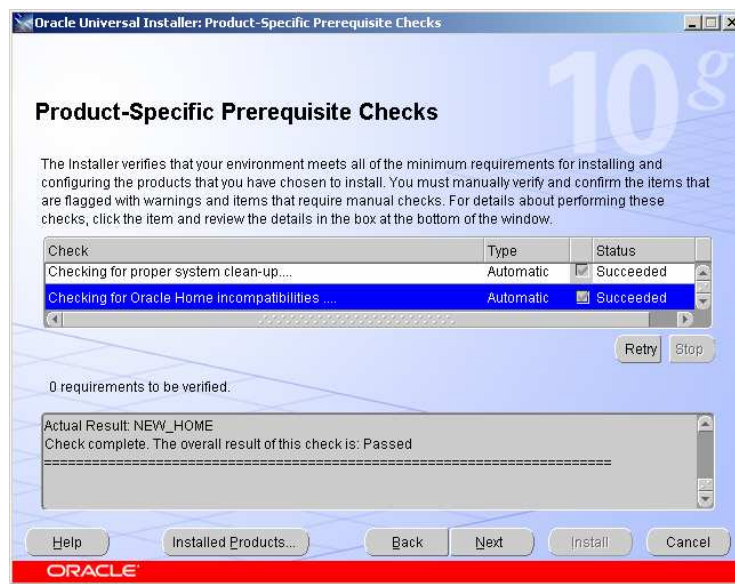 Oracle Universal Installer: Product-Specific Prerequisite Checks
10g
Product-Specific Prerequisite Checks
The Installer verifies that your environment meets all of the minimum requirements for installing and
configuring the products that you have chosen to install. You must manually verify and confirm the items that
are flagged with warnings and items that require manual checks. For details about performing these
checks, click the item and review the details in the box at the bottom of the window.
Check Type Status
Checking for proper system clean-up.... Automatic Succeeded
Checking for Oracle Home incompatibilities .... Automatic Succeeded
Retry Stop
0 requirements to be verified.
Actual Result: NEW_HOME
Check complete. The overall result of this check is: Passed
========================================================================
Help Installed Products... Back Next Install Cancel
ORACLE